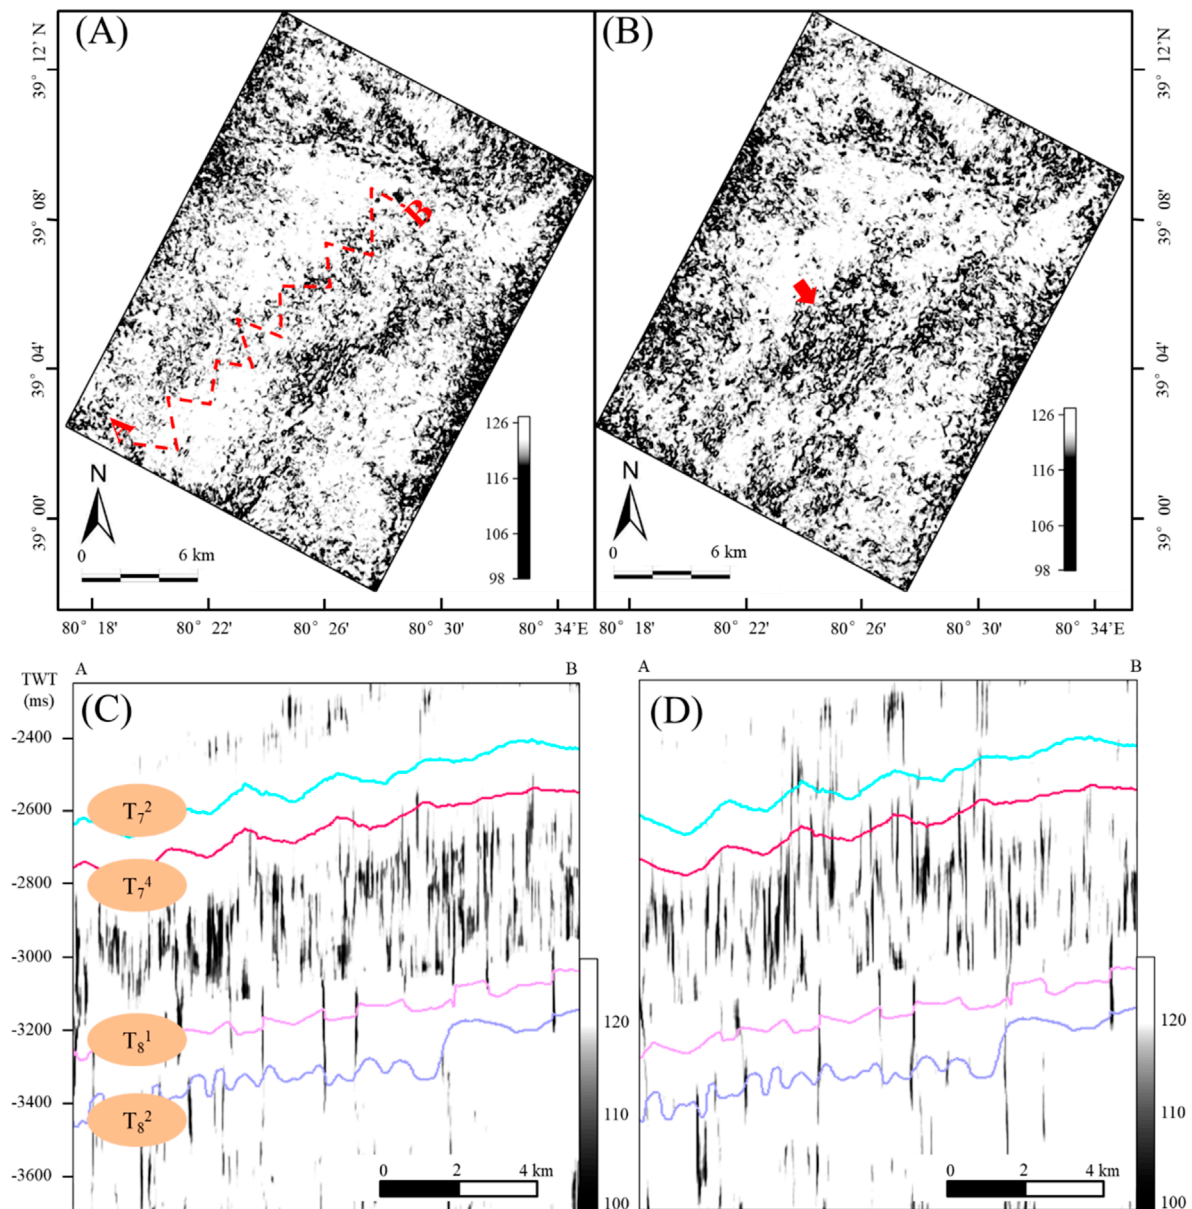 (A)
(B)
39° 12' N
39° 08'
39° 04'
39° 00'
39° 12'N
39° 08'
39° 04'
39° 00'
A
B
126
116
106
98
126
116
106
98
N
0 6 km
N
0 6 km
80° 18'
80° 22'
80° 26'
80° 30'
80° 34'E
80° 18'
80° 22'
80° 26'
80° 30'
80° 34'E
A
B
A
B
TWT
(ms)
(C)
(D)
-2400
-2600
-2800
-3000
-3200
-3400
-3600
T₇²
T₇⁴
T₈¹
T₈²
120
110
100
120
110
100
0 2 4 km
0 2 4 km